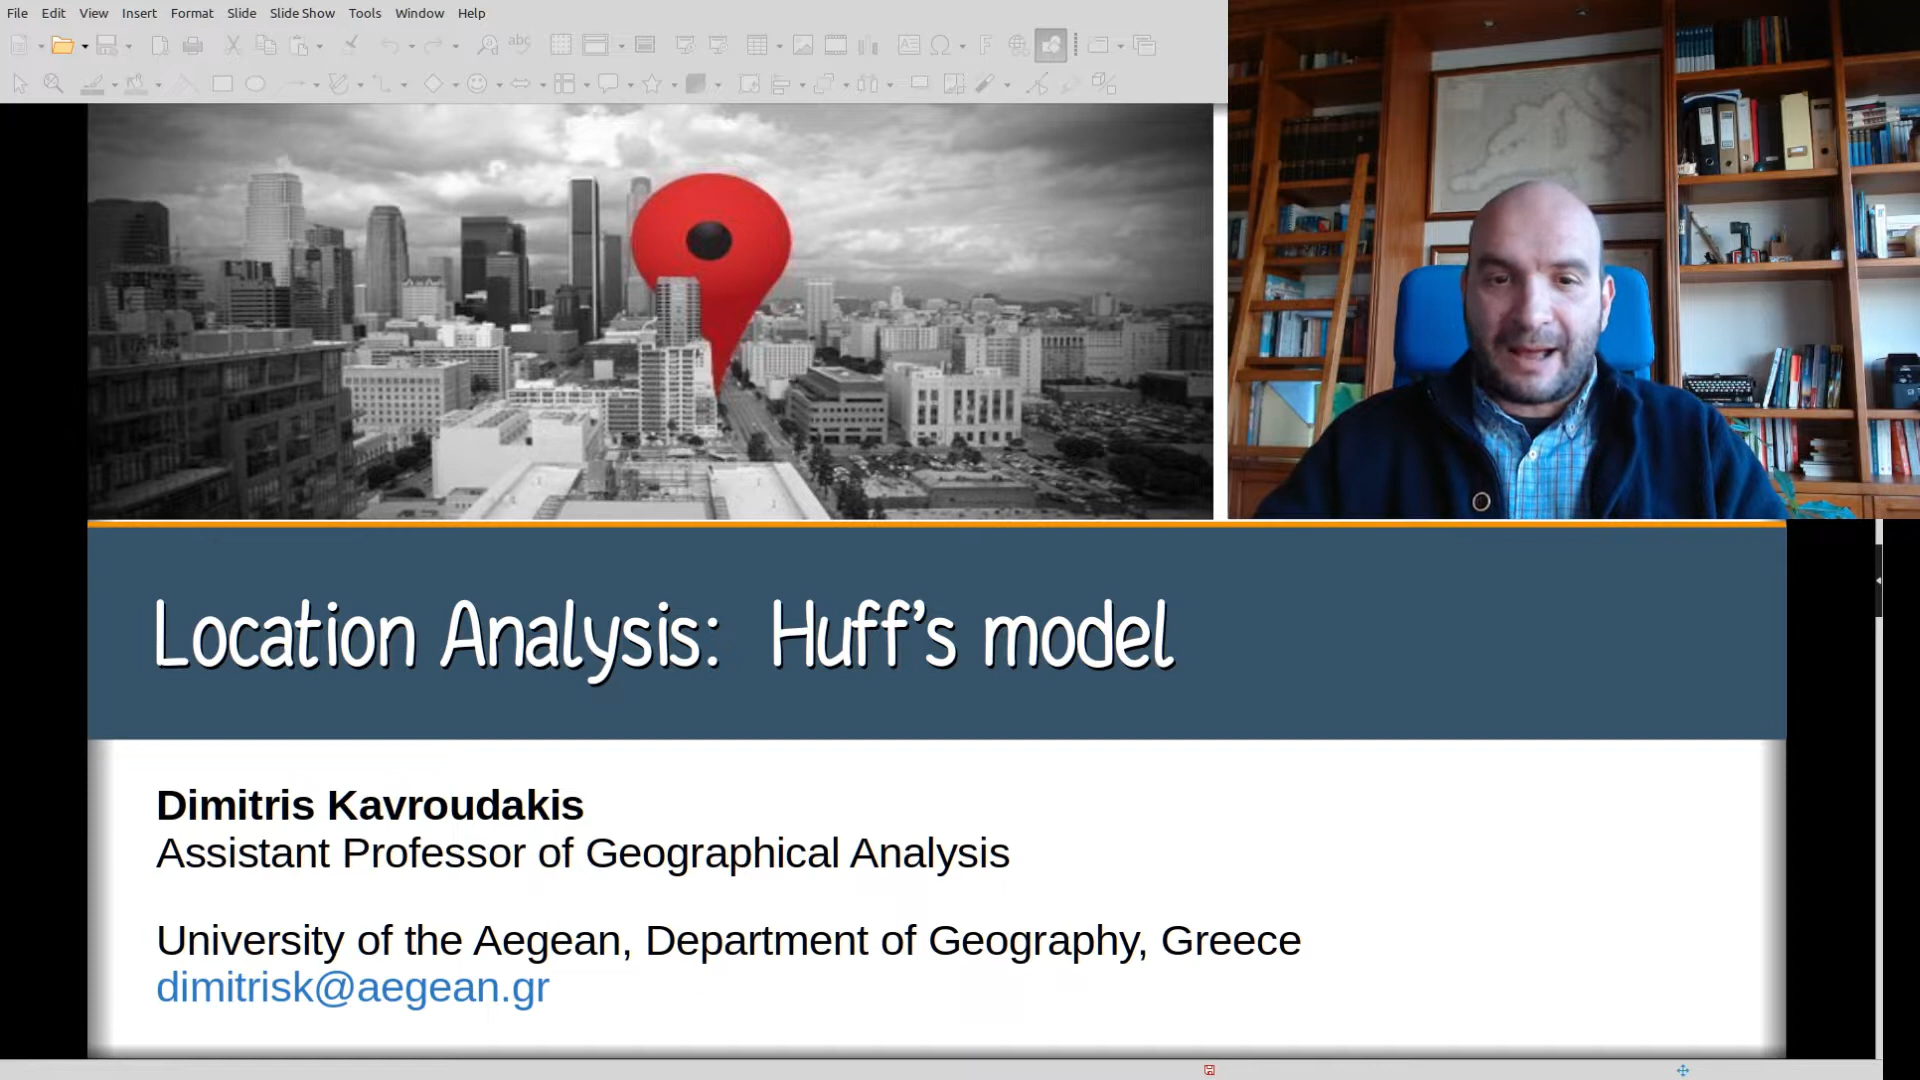 File Edit View Insert Format Slide Slide Show Tools Window Help
abc
Location Analysis: Huff's model
Dimitris Kavroudakis
Assistant Professor of Geographical Analysis
University of the Aegean, Department of Geography, Greece
dimitrisk@aegean.gr